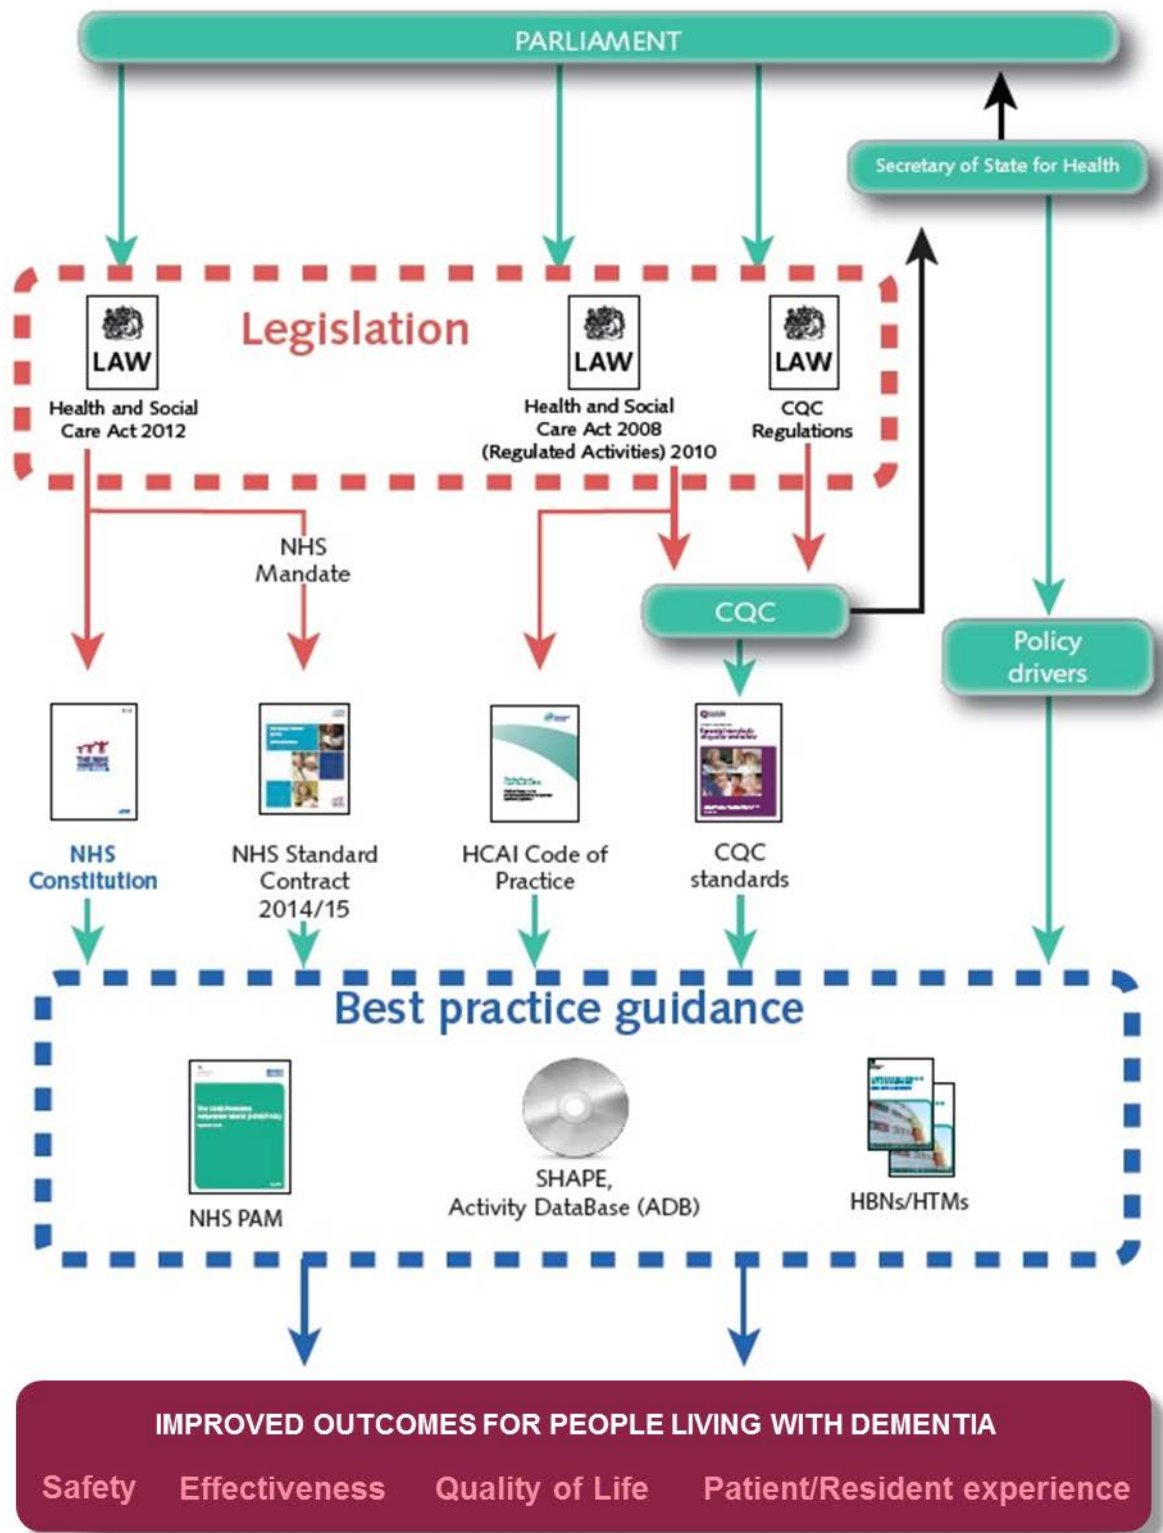 PARLIAMENT
Secretary of State for Health
Legislation
LAW
Health and Social
Care Act 2012
LAW
Health and Social
Care Act 2008
(Regulated Activities) 2010
LAW
CQC
Regulations
NHS
Mandate
CQC
Policy
drivers
NHS
Constitution
NHS Standard
Contract
2014/15
HCAI Code of
Practice
CQC
standards
Best practice guidance
NHS PAM
SHAPE,
Activity DataBase (ADB)
HBNs/HTMs
IMPROVED OUTCOMES FOR PEOPLE LIVING WITH DEMENTIA
Safety Effectiveness Quality of Life Patient/Resident experience